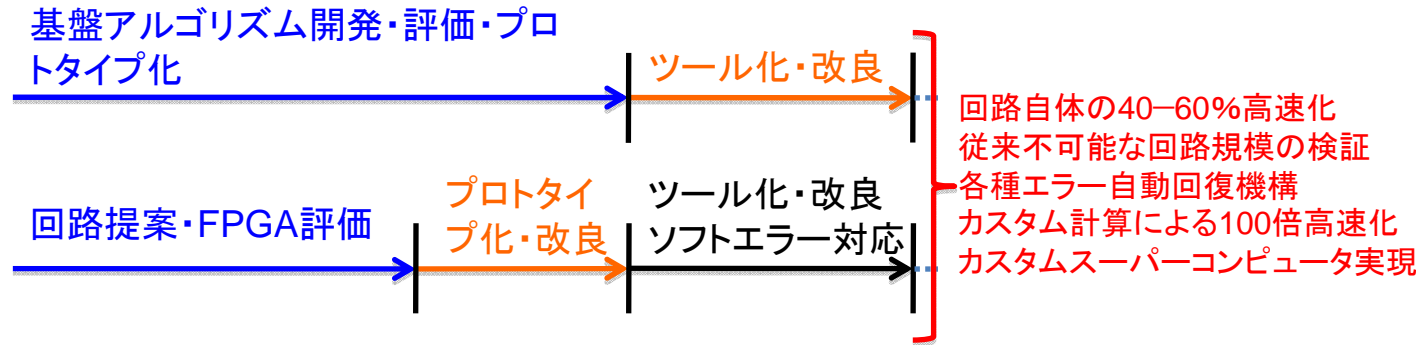 基盤アルゴリズム開発・評価・プロ
トタイプ化
ツール化・改良
回路提案・FPGA評価
プロトタイ
プ化・改良
ツール化・改良
ソフトエラー対応
回路自体の40ー60%高速化
従来不可能な回路規模の検証
各種エラー自動回復機構
カスタム計算による100倍高速化
カスタムスーパーコンピュータ実現